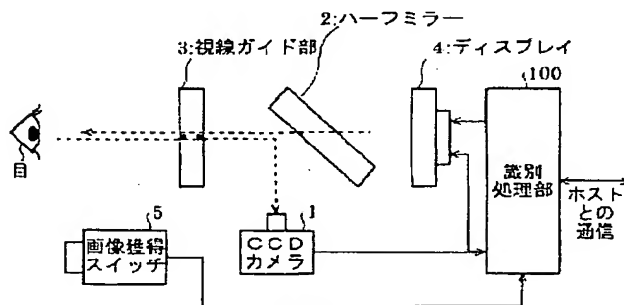 2:ハーフミラー
3:視線ガイド部
4:ディスプレイ
100
目
識別
処理部
ホスト
との
通信
5
画像獲得
スイッチ
1
CCD
カメラ